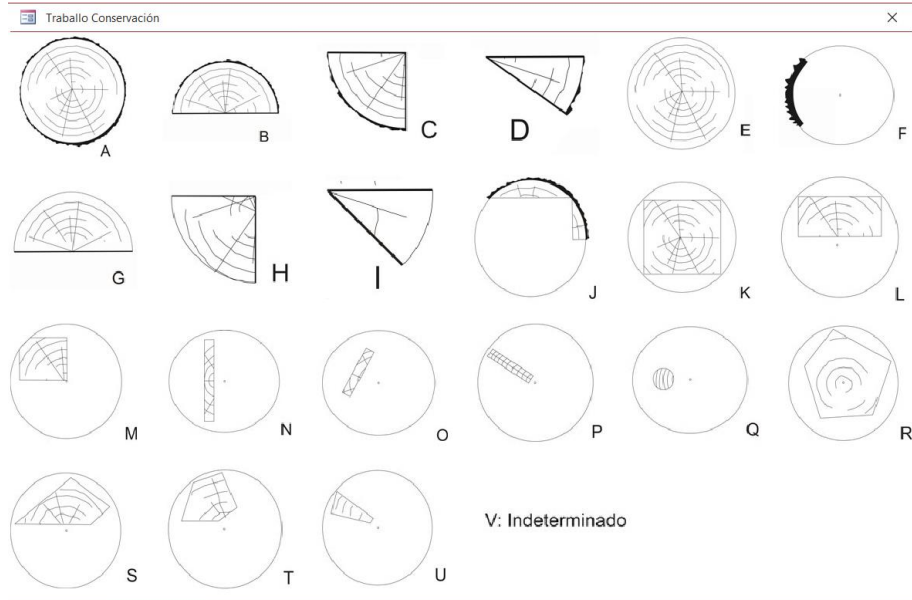 Traballo Conservación
A
B
C
D
E
F
G
H
I
J
K
L
M
N
O
P
Q
R
S
T
U
V: Indeterminado